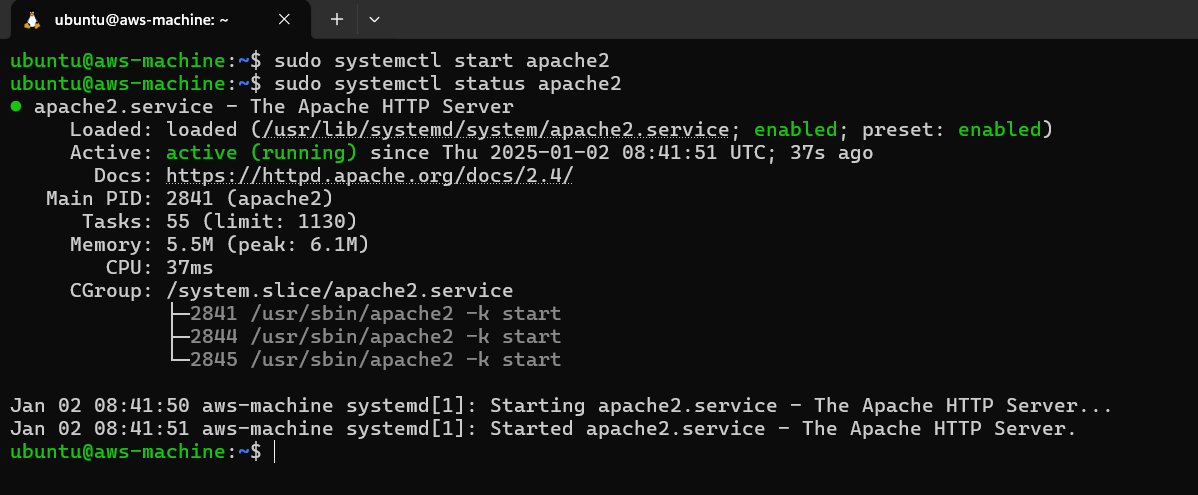 ubuntu@aws-machine: ~
ubuntu@aws-machine:~$ sudo systemctl start apache2
ubuntu@aws-machine:~$ sudo systemctl status apache2
● apache2.service - The Apache HTTP Server
     Loaded: loaded (/usr/lib/systemd/system/apache2.service; enabled; preset: enabled)
     Active: active (running) since Thu 2025-01-02 08:41:51 UTC; 37s ago
       Docs: https://httpd.apache.org/docs/2.4/
   Main PID: 2841 (apache2)
      Tasks: 55 (limit: 1130)
     Memory: 5.5M (peak: 6.1M)
        CPU: 37ms
     CGroup: /system.slice/apache2.service
             ├─2841 /usr/sbin/apache2 -k start
             ├─2844 /usr/sbin/apache2 -k start
             └─2845 /usr/sbin/apache2 -k start
Jan 02 08:41:50 aws-machine systemd[1]: Starting apache2.service - The Apache HTTP Server...
Jan 02 08:41:51 aws-machine systemd[1]: Started apache2.service - The Apache HTTP Server.
ubuntu@aws-machine:~$